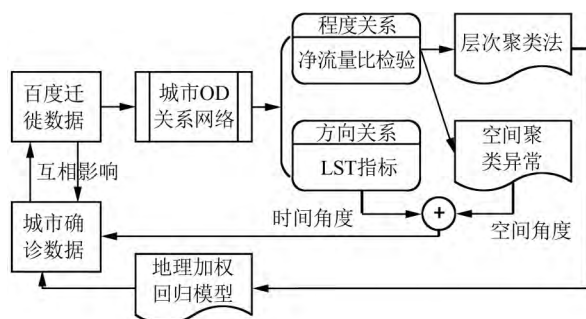 百度迁
徙数据
城市OD
关系网络
程度关系
净流量比检验
层次聚类法
方向关系
LST指标
空间聚
类异常
互相影响
城市确
诊数据
时间角度
+
空间角度
地理加权
回归模型